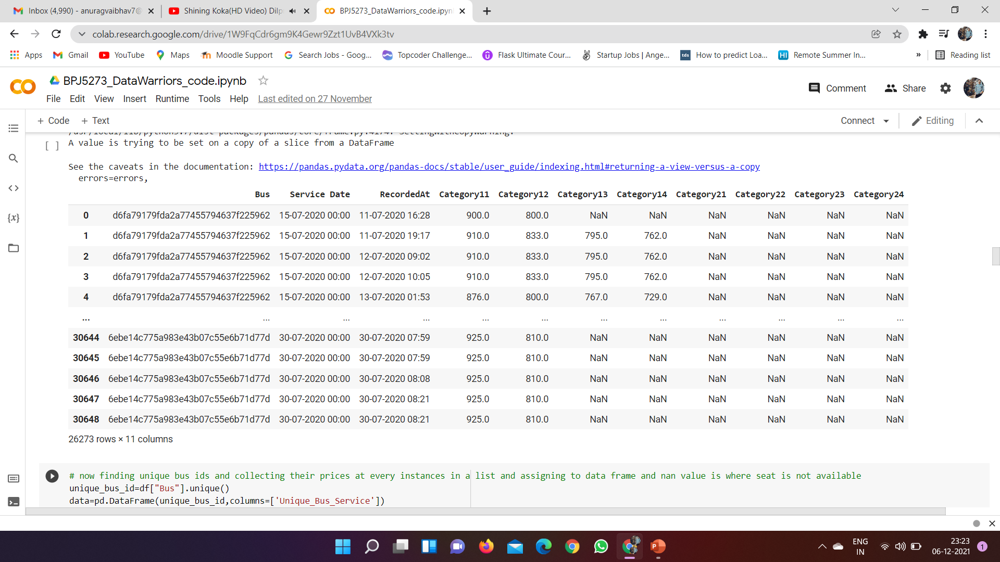 Inbox (4,990) - anuragvaibhav7@
Shining Koka(HD Video) Dilp
BPJ5273_DataWarriors_code.ipyn
colab.research.google.com/drive/1W9FqCdr6gm9K4Gewr9Zzt1UvB4VXk3tv
Apps Gmail YouTube Maps Moodle Support Search Jobs - Goog... Topcoder Challenge... Flask Ultimate Cour... Startup Jobs | Ange... tds How to predict Loa... HI Remote Summer In... » Reading list
BPJ5273_DataWarriors_code.ipynb
Comment Share
File Edit View Insert Runtime Tools Help Last edited on 27 November
+ Code + Text Connect Editing
[ ] A value is trying to be set on a copy of a slice from a DataFrame
See the caveats in the documentation: https://pandas.pydata.org/pandas-docs/stable/user_guide/indexing.html#returning-a-view-versus-a-copy
errors=errors,
Bus Service Date RecordedAt Category11 Category12 Category13 Category14 Category21 Category22 Category23 Category24
0 d6fa79179fda2a77455794637f225962 15-07-2020 00:00 11-07-2020 16:28 900.0 800.0 NaN NaN NaN NaN NaN NaN
1 d6fa79179fda2a77455794637f225962 15-07-2020 00:00 11-07-2020 19:17 910.0 833.0 795.0 762.0 NaN NaN NaN NaN
2 d6fa79179fda2a77455794637f225962 15-07-2020 00:00 12-07-2020 09:02 910.0 833.0 795.0 762.0 NaN NaN NaN NaN
3 d6fa79179fda2a77455794637f225962 15-07-2020 00:00 12-07-2020 10:05 910.0 833.0 795.0 762.0 NaN NaN NaN NaN
4 d6fa79179fda2a77455794637f225962 15-07-2020 00:00 13-07-2020 01:53 876.0 800.0 767.0 729.0 NaN NaN NaN NaN
... ... ... ... ... ... ... ... ... ... ... ...
30644 6ebe14c775a983e43b07c55e6b71d77d 30-07-2020 00:00 30-07-2020 07:59 925.0 810.0 NaN NaN NaN NaN NaN NaN
30645 6ebe14c775a983e43b07c55e6b71d77d 30-07-2020 00:00 30-07-2020 07:59 925.0 810.0 NaN NaN NaN NaN NaN NaN
30646 6ebe14c775a983e43b07c55e6b71d77d 30-07-2020 00:00 30-07-2020 08:08 925.0 810.0 NaN NaN NaN NaN NaN NaN
30647 6ebe14c775a983e43b07c55e6b71d77d 30-07-2020 00:00 30-07-2020 08:21 925.0 810.0 NaN NaN NaN NaN NaN NaN
30648 6ebe14c775a983e43b07c55e6b71d77d 30-07-2020 00:00 30-07-2020 08:21 925.0 810.0 NaN NaN NaN NaN NaN NaN
26273 rows × 11 columns
# now finding unique bus ids and collecting their prices at every instances in a list and assigning to data frame and nan value is where seat is not available
unique_bus_id=df["Bus"].unique()
data=pd.DataFrame(unique_bus_id,columns=['Unique_Bus_Service'])
{x}
ENG
IN
23:23
06-12-2021
1